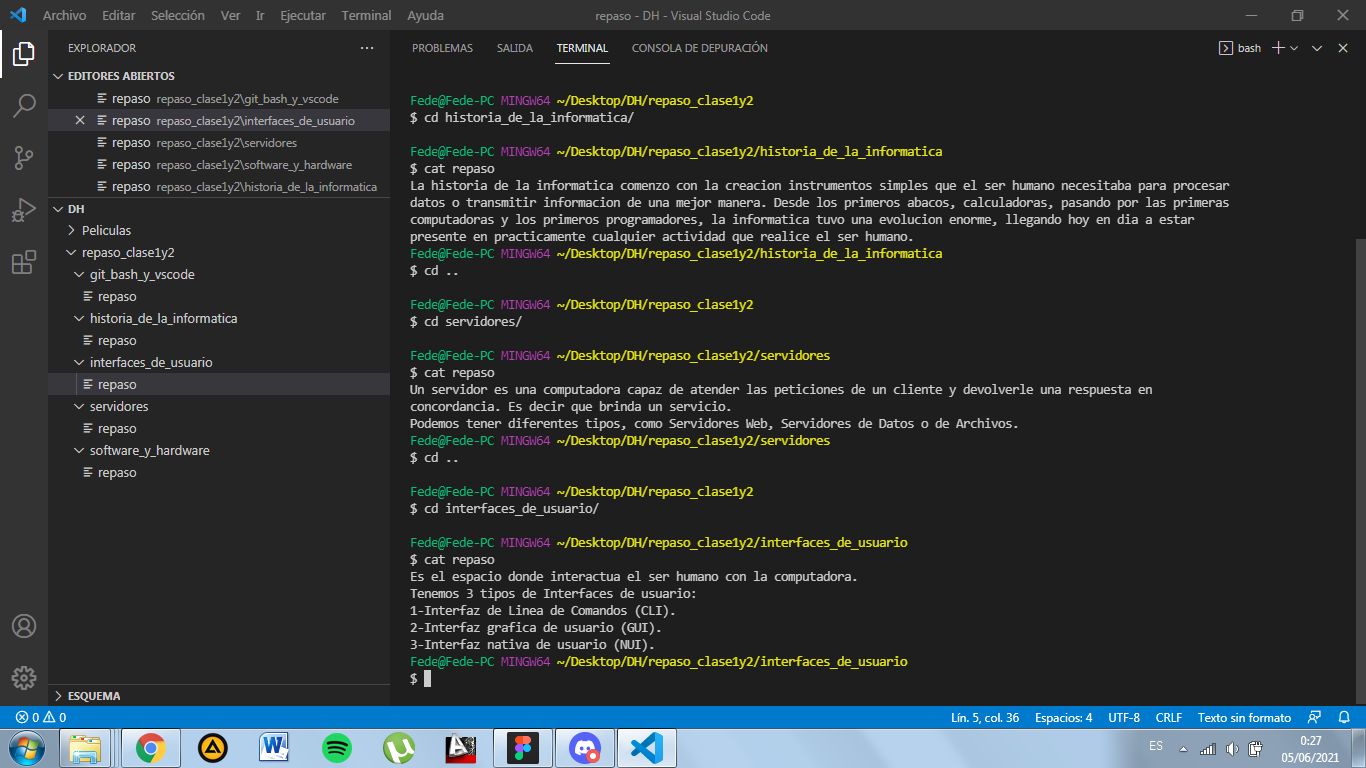 Archivo Editar Selección Ver Ir Ejecutar Terminal Ayuda
repaso - DH - Visual Studio Code
EXPLORADOR
EDITORES ABIERTOS
repaso repaso_clase1y2\git_bash_y_vscode
repaso repaso_clase1y2\interfaces_de_usuario
repaso repaso_clase1y2\servidores
repaso repaso_clase1y2\software_y_hardware
repaso repaso_clase1y2\historia_de_la_informatica
DH
Peliculas
repaso_clase1y2
git_bash_y_vscode
repaso
historia_de_la_informatica
repaso
interfaces_de_usuario
repaso
servidores
repaso
software_y_hardware
repaso
ESQUEMA
PROBLEMAS SALIDA TERMINAL CONSOLA DE DEPURACIÓN
bash
Fede@Fede-PC MINGW64 ~/Desktop/DH/repaso_clase1y2
$ cd historia_de_la_informatica/
Fede@Fede-PC MINGW64 ~/Desktop/DH/repaso_clase1y2/historia_de_la_informatica
$ cat repaso
La historia de la informatica comenzo con la creacion instrumentos simples que el ser humano necesitaba para procesar
datos o transmitir informacion de una mejor manera. Desde los primeros abacos, calculadoras, pasando por las primeras
computadoras y los primeros programadores, la informatica tuvo una evolucion enorme, llegando hoy en dia a estar
presente en practicamente cualquier actividad que realice el ser humano.
Fede@Fede-PC MINGW64 ~/Desktop/DH/repaso_clase1y2/historia_de_la_informatica
$ cd ..
Fede@Fede-PC MINGW64 ~/Desktop/DH/repaso_clase1y2
$ cd servidores/
Fede@Fede-PC MINGW64 ~/Desktop/DH/repaso_clase1y2/servidores
$ cat repaso
Un servidor es una computadora capaz de atender las peticiones de un cliente y devolverle una respuesta en
concordancia. Es decir que brinda un servicio.
Podemos tener diferentes tipos, como Servidores Web, Servidores de Datos o de Archivos.
Fede@Fede-PC MINGW64 ~/Desktop/DH/repaso_clase1y2/servidores
$ cd ..
Fede@Fede-PC MINGW64 ~/Desktop/DH/repaso_clase1y2
$ cd interfaces_de_usuario/
Fede@Fede-PC MINGW64 ~/Desktop/DH/repaso_clase1y2/interfaces_de_usuario
$ cat repaso
Es el espacio donde interactua el ser humano con la computadora.
Tenemos 3 tipos de Interfaces de usuario:
1-Interfaz de Linea de Comandos (CLI).
2-Interfaz grafica de usuario (GUI).
3-Interfaz nativa de usuario (NUI).
Fede@Fede-PC MINGW64 ~/Desktop/DH/repaso_clase1y2/interfaces_de_usuario
$
0 0
Lín. 5, col. 36 Espacios: 4 UTF-8 CRLF Texto sin formato
ES
0:27
05/06/2021